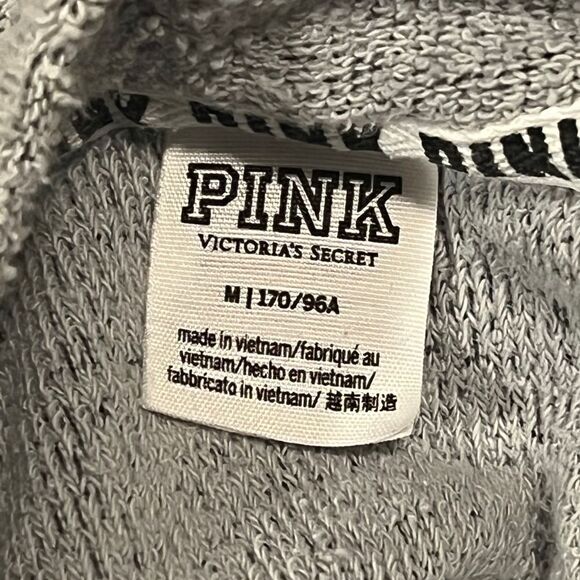 PINK
VICTORIA'S SECRET
M | 170/96A
made in vietnam/fabriqué au
vietnam/hecho en vietnam/
fabbricato in vietnam/ 越南制造